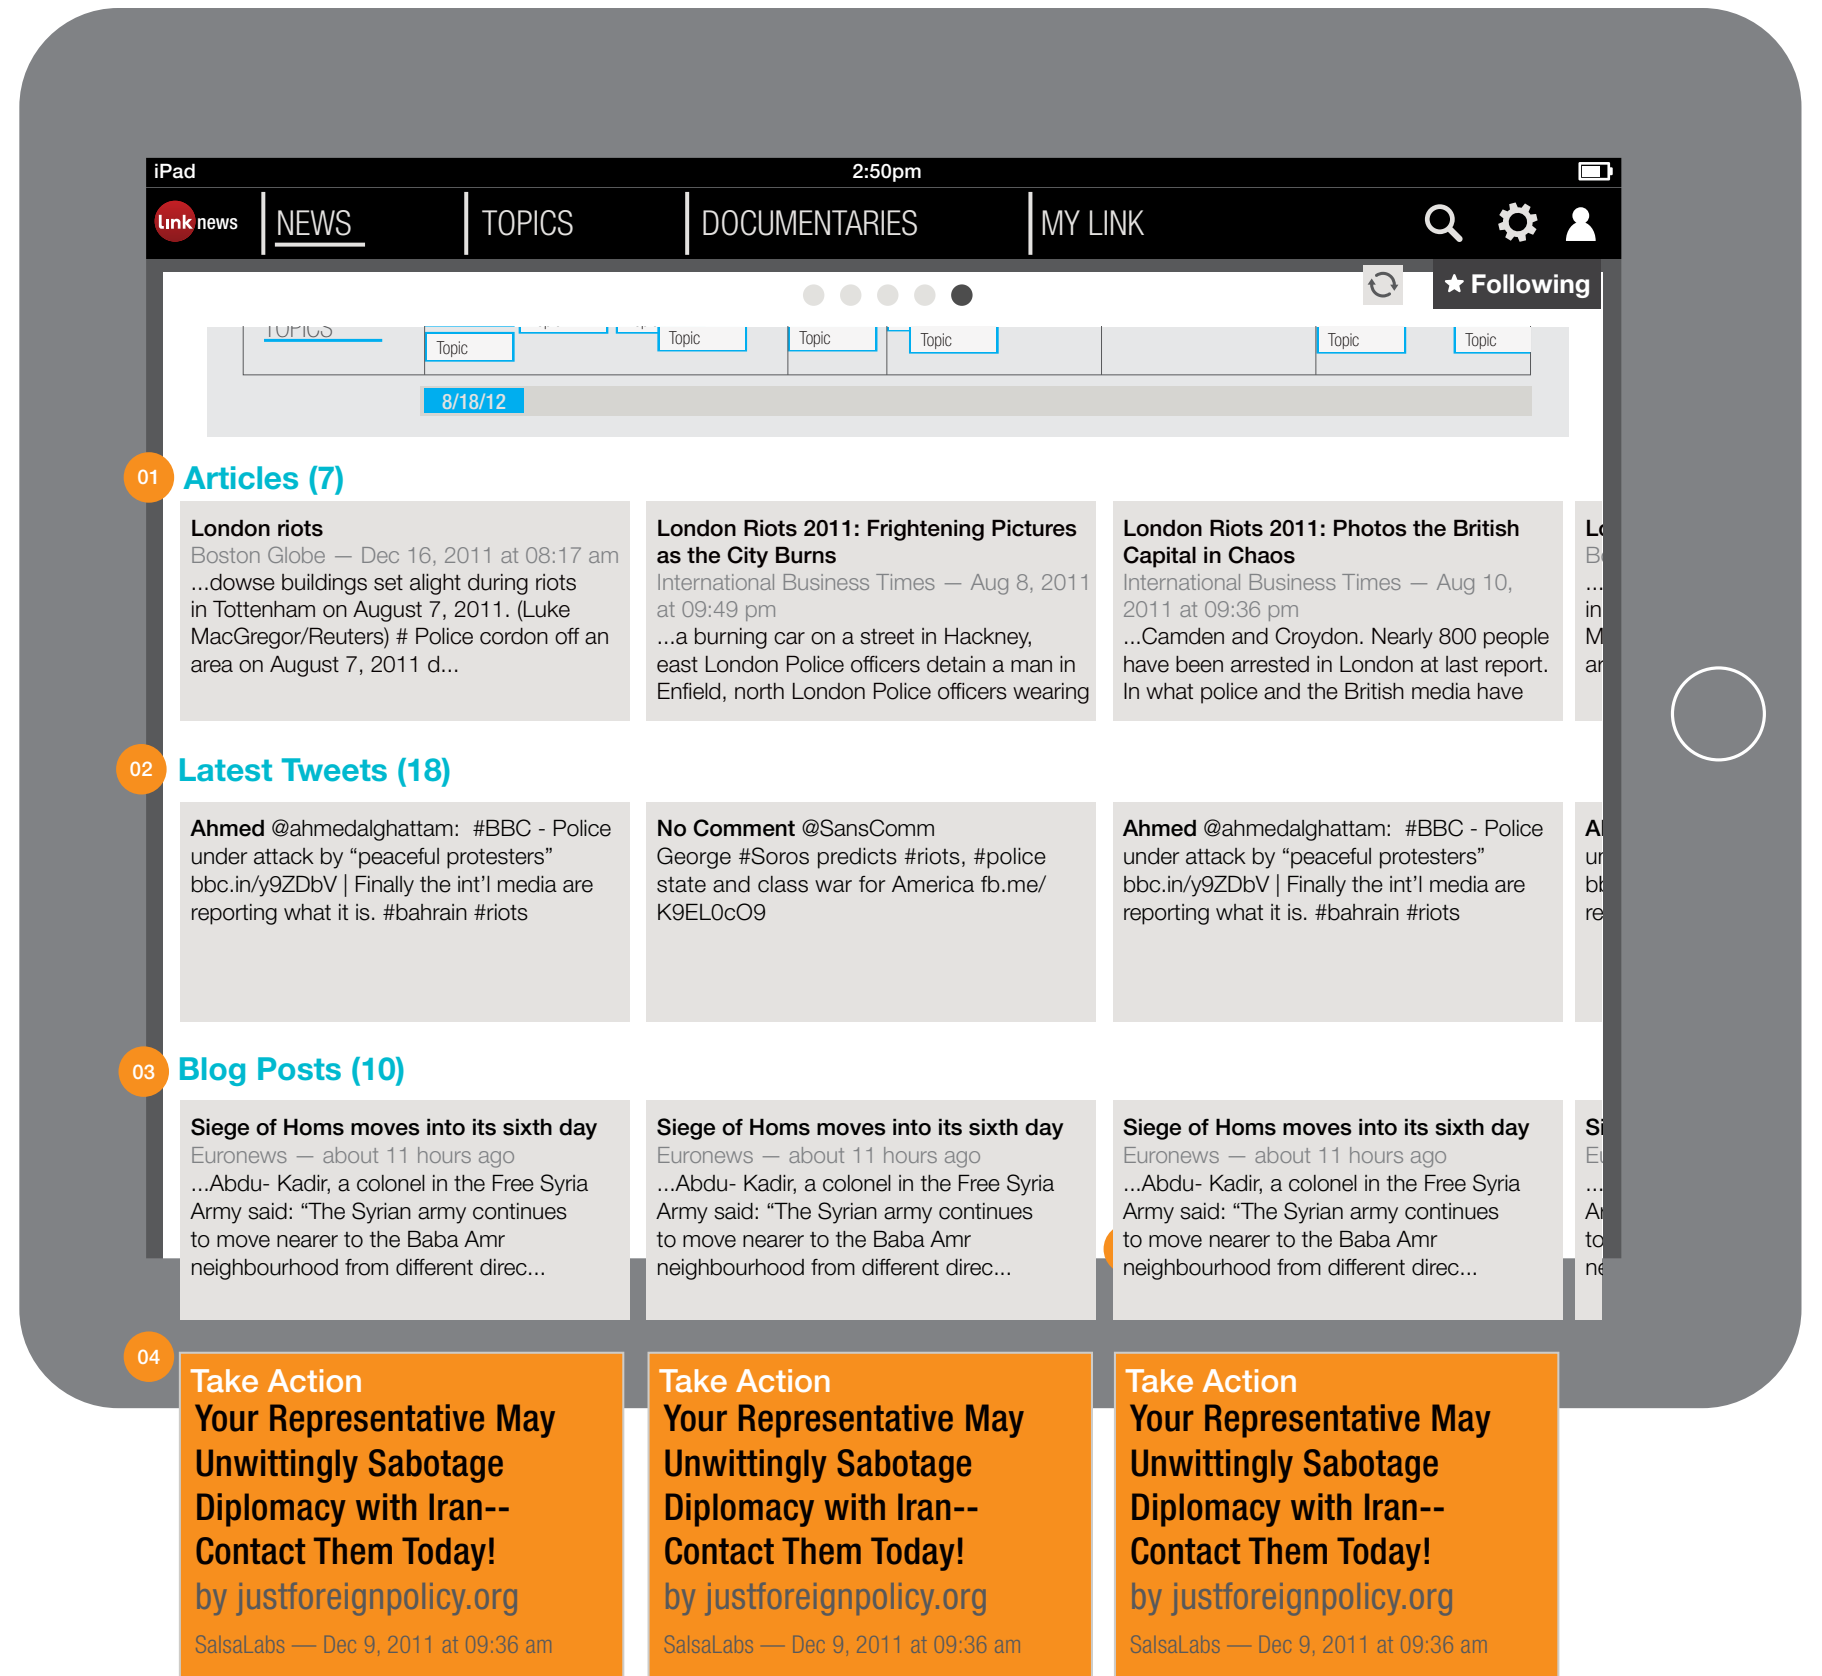 iPad
2:50pm
link news
NEWS
TOPICS
DOCUMENTARIES
MY LINK
★ Following
TOPICS
Topic
Topic
Topic
Topic
Topic
Topic
8/18/12
01
Articles (7)
London riots
Boston Globe — Dec 16, 2011 at 08:17 am
...dowse buildings set alight during riots
in Tottenham on August 7, 2011. (Luke
MacGregor/Reuters) # Police cordon off an
area on August 7, 2011 d...
London Riots 2011: Frightening Pictures
as the City Burns
International Business Times — Aug 8, 2011
at 09:49 pm
...a burning car on a street in Hackney,
east London Police officers detain a man in
Enfield, north London Police officers wearing
London Riots 2011: Photos the British
Capital in Chaos
International Business Times — Aug 10,
2011 at 09:36 pm
...Camden and Croydon. Nearly 800 people
have been arrested in London at last report.
In what police and the British media have
...
in
02
Latest Tweets (18)
Ahmed @ahmedalghattam:  #BBC - Police
under attack by “peaceful protesters”
bbc.in/y9ZDbV | Finally the int’l media are
reporting what it is. #bahrain #riots
No Comment @SansComm
George #Soros predicts #riots, #police
state and class war for America fb.me/
K9EL0cO9
Ahmed @ahmedalghattam:  #BBC - Police
under attack by “peaceful protesters”
bbc.in/y9ZDbV | Finally the int’l media are
reporting what it is. #bahrain #riots
03
Blog Posts (10)
Siege of Homs moves into its sixth day
Euronews — about 11 hours ago
...Abdu- Kadir, a colonel in the Free Syria
Army said: “The Syrian army continues
to move nearer to the Baba Amr
neighbourhood from different direc...
Siege of Homs moves into its sixth day
Euronews — about 11 hours ago
...Abdu- Kadir, a colonel in the Free Syria
Army said: “The Syrian army continues
to move nearer to the Baba Amr
neighbourhood from different direc...
Siege of Homs moves into its sixth day
Euronews — about 11 hours ago
...Abdu- Kadir, a colonel in the Free Syria
Army said: “The Syrian army continues
to move nearer to the Baba Amr
neighbourhood from different direc...
...
to
04
Take Action
Your Representative May
Unwittingly Sabotage
Diplomacy with Iran--
Contact Them Today!
by justforeignpolicy.org
SalsaLabs — Dec 9, 2011 at 09:36 am
Take Action
Your Representative May
Unwittingly Sabotage
Diplomacy with Iran--
Contact Them Today!
by justforeignpolicy.org
SalsaLabs — Dec 9, 2011 at 09:36 am
Take Action
Your Representative May
Unwittingly Sabotage
Diplomacy with Iran--
Contact Them Today!
by justforeignpolicy.org
SalsaLabs — Dec 9, 2011 at 09:36 am